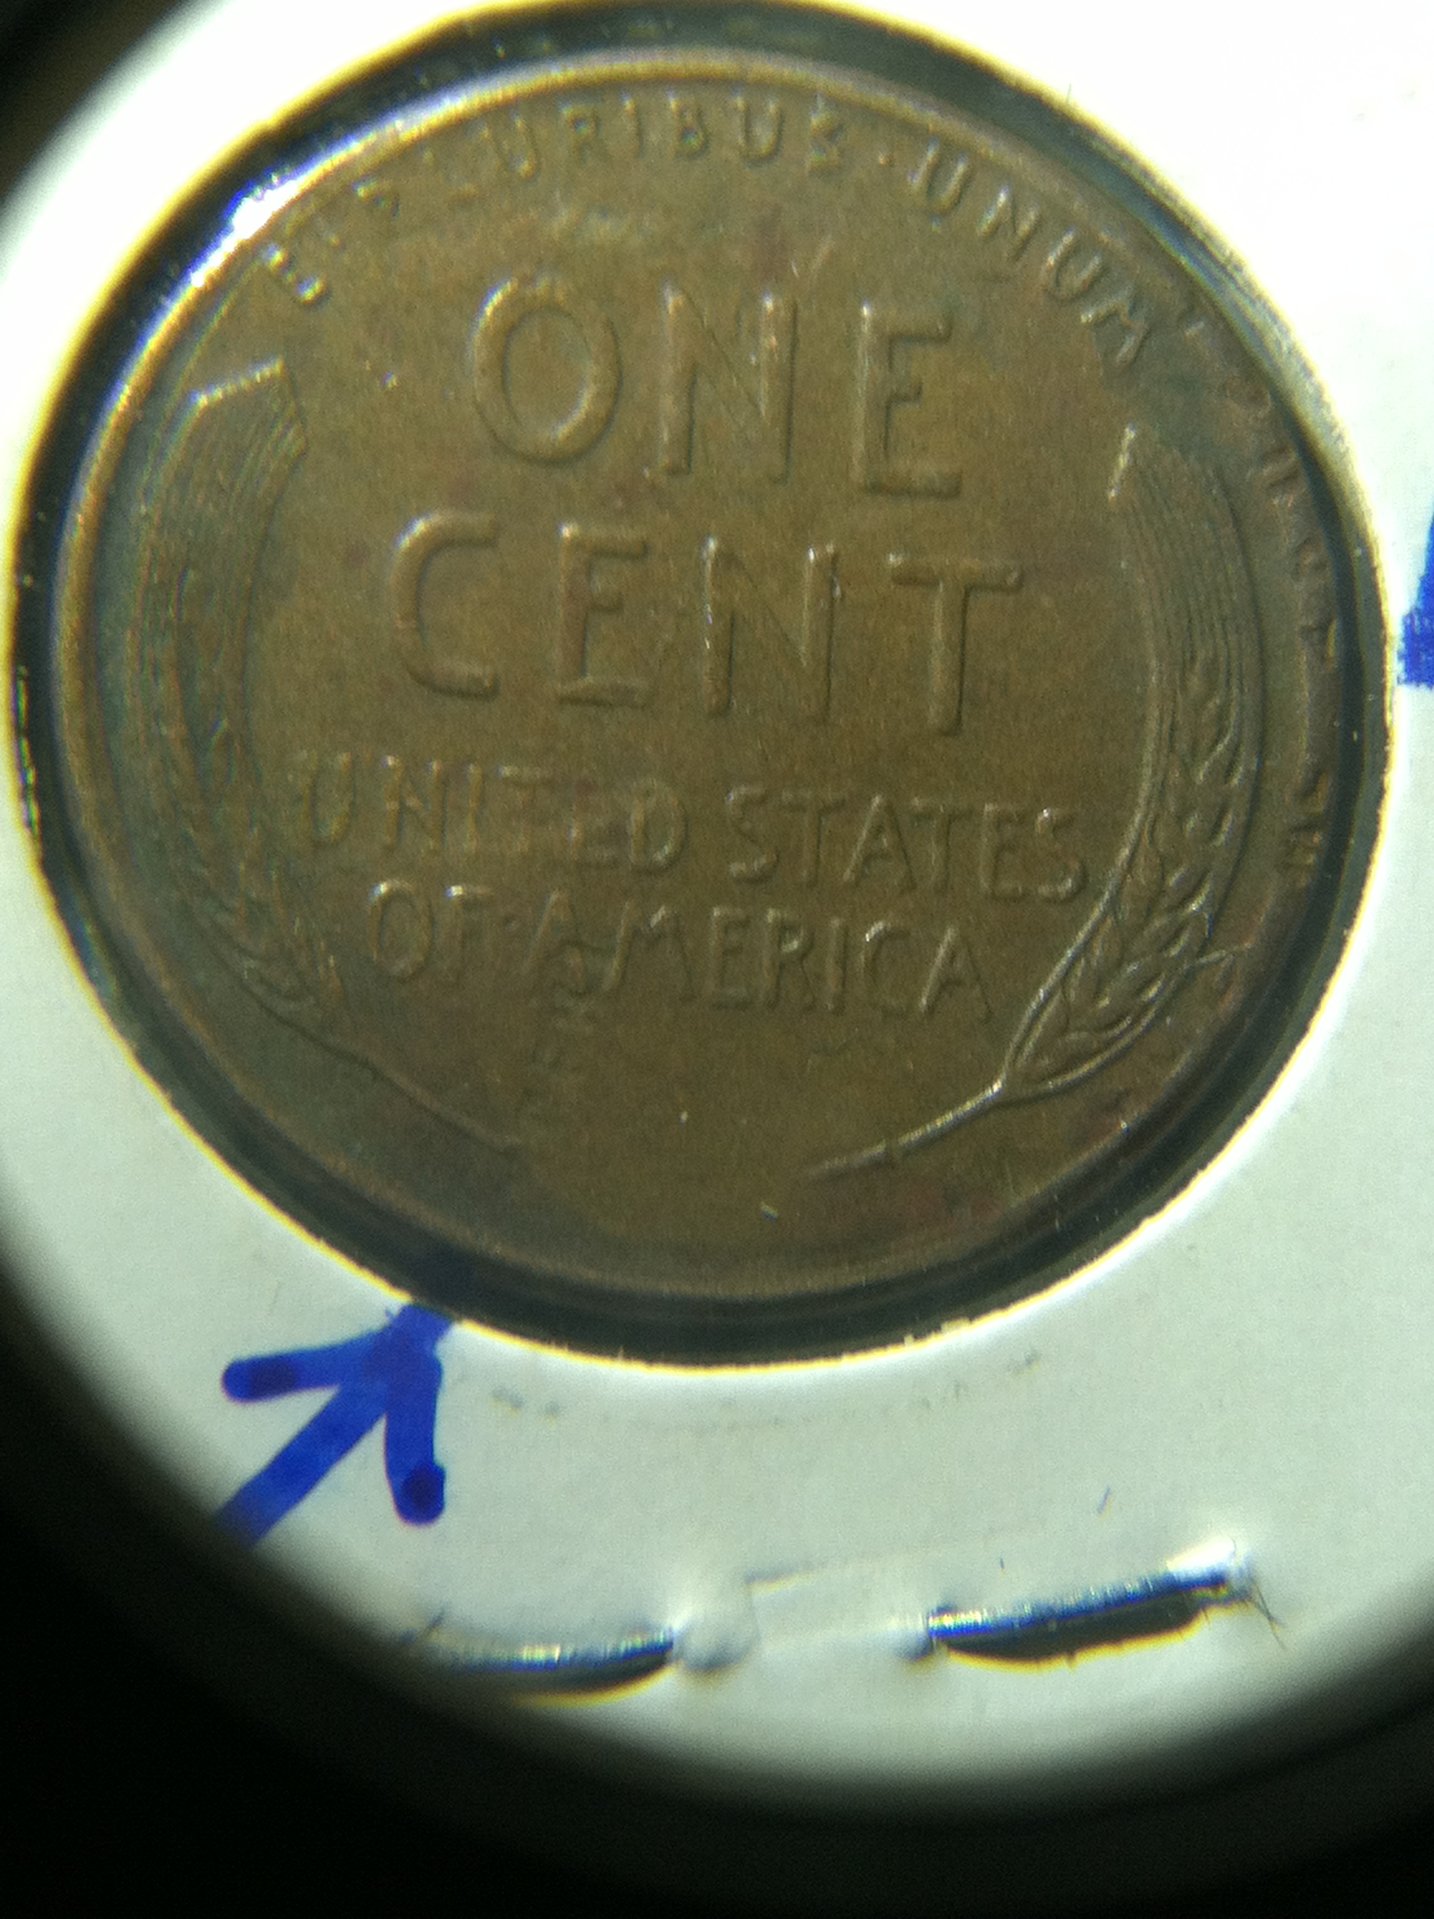 E·PLURIBUS·UNUM
ONE
CENT
UNITED STATES
OF·AMERICA